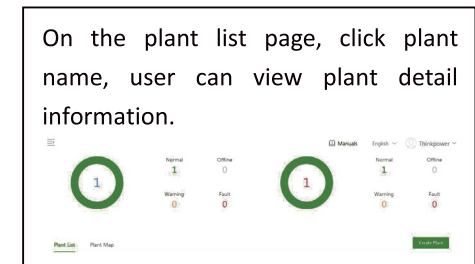 On the plant list page, click plant
name, user can view plant detail
information.
Manuals English Thinkpower
Normal Offline Normal Offline
1 0 1 0
1 1
Warning Fault Warning Fault
0 0 0 0
Plant List Plant Map Create Plant